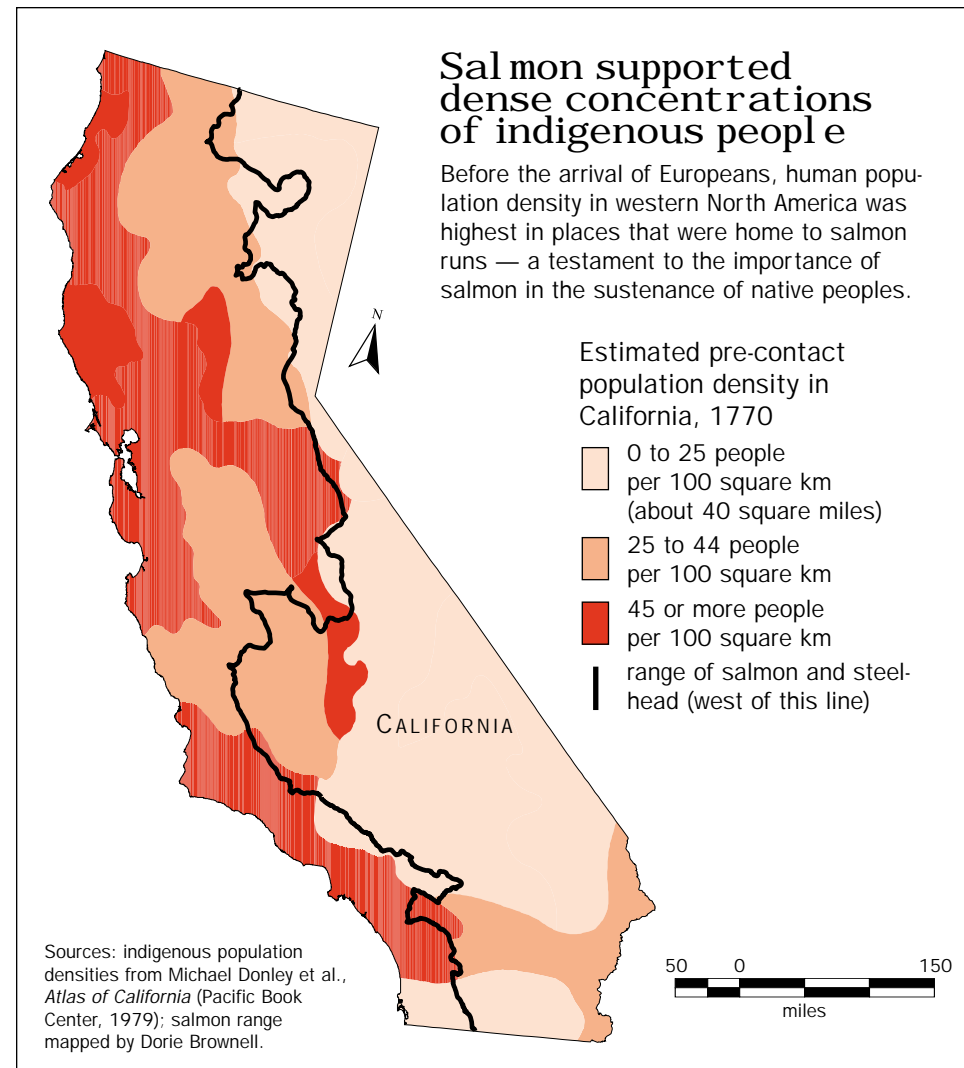 Salmon supported
dense concentrations
of indigenous people
Before the arrival of Europeans, human popu-
lation density in western North America was
highest in places that were home to salmon
runs — a testament to the importance of
salmon in the sustenance of native peoples.
N
Estimated pre-contact
population density in
California, 1770
0 to 25 people
per 100 square km
(about 40 square miles)
25 to 44 people
per 100 square km
45 or more people
per 100 square km
range of salmon and steel-
head (west of this line)
CALIFORNIA
Sources: indigenous population
densities from Michael Donley et al.,
Atlas of California (Pacific Book
Center, 1979); salmon range
mapped by Dorie Brownell.
50 0 150
miles